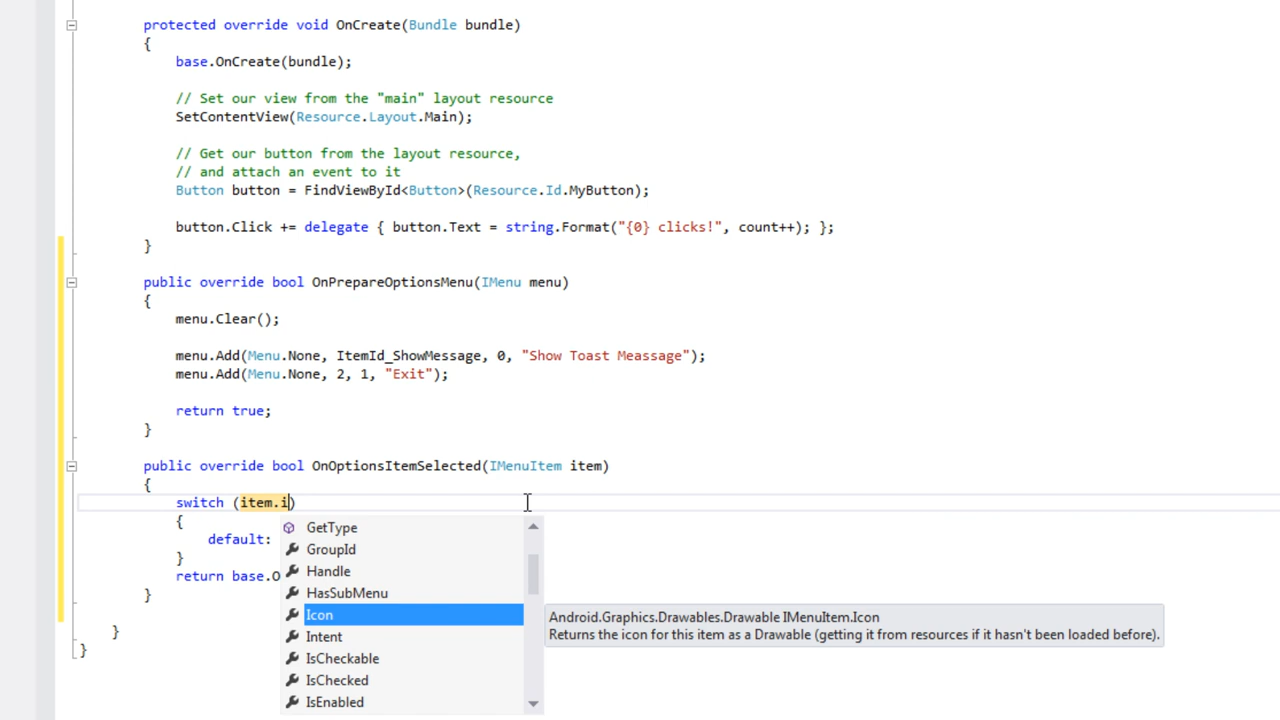 protected override void OnCreate(Bundle bundle)
{
base.OnCreate(bundle);
// Set our view from the "main" layout resource
SetContentView(Resource.Layout.Main);
// Get our button from the layout resource,
// and attach an event to it
Button button = FindViewById<Button>(Resource.Id.MyButton);
button.Click += delegate { button.Text = string.Format("{0} clicks!", count++); };
}
public override bool OnPrepareOptionsMenu(IMenu menu)
{
menu.Clear();
menu.Add(Menu.None, ItemId_ShowMessage, 0, "Show Toast Meassage");
menu.Add(Menu.None, 2, 1, "Exit");
return true;
}
public override bool OnOptionsItemSelected(IMenuItem item)
{
switch (item.i)
{
default:
}
return base.O
}
}
}
GetType
GroupId
Handle
HasSubMenu
Icon
Intent
IsCheckable
IsChecked
IsEnabled
Android.Graphics.Drawables.Drawable IMenuItem.Icon
Returns the icon for this item as a Drawable (getting it from resources if it hasn't been loaded before).